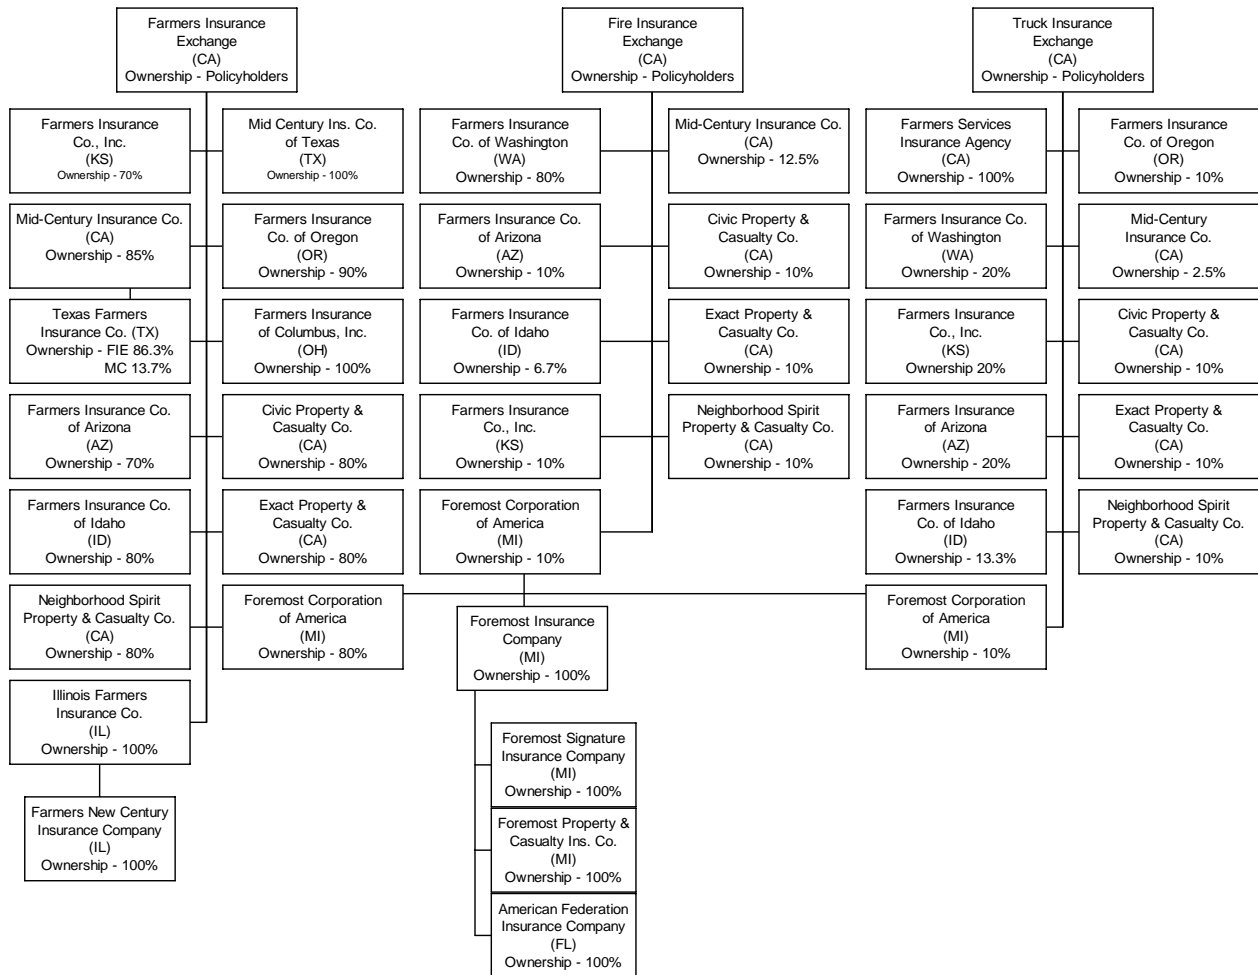 Farmers Insurance
Exchange
(CA)
Ownership - Policyholders
Fire Insurance
Exchange
(CA)
Ownership - Policyholders
Truck Insurance
Exchange
(CA)
Ownership - Policyholders
Farmers Insurance
Co., Inc.
(KS)
Ownership - 70%
Mid Century Ins. Co.
of Texas
(TX)
Ownership - 100%
Farmers Insurance
Co. of Washington
(WA)
Ownership - 80%
Mid-Century Insurance Co.
(CA)
Ownership - 12.5%
Farmers Services
Insurance Agency
(CA)
Ownership - 100%
Farmers Insurance
Co. of Oregon
(OR)
Ownership - 10%
Mid-Century Insurance Co.
(CA)
Ownership - 85%
Farmers Insurance
Co. of Oregon
(OR)
Ownership - 90%
Farmers Insurance Co.
of Arizona
(AZ)
Ownership - 10%
Civic Property &
Casualty Co.
(CA)
Ownership - 10%
Farmers Insurance Co.
of Washington
(WA)
Ownership - 20%
Mid-Century
Insurance Co.
(CA)
Ownership - 2.5%
Texas Farmers
Insurance Co. (TX)
Ownership - FIE 86.3%
MC 13.7%
Farmers Insurance
of Columbus, Inc.
(OH)
Ownership - 100%
Farmers Insurance
Co. of Idaho
(ID)
Ownership - 6.7%
Exact Property &
Casualty Co.
(CA)
Ownership - 10%
Farmers Insurance
Co., Inc.
(KS)
Ownership 20%
Civic Property &
Casualty Co.
(CA)
Ownership - 10%
Farmers Insurance Co.
of Arizona
(AZ)
Ownership - 70%
Civic Property &
Casualty Co.
(CA)
Ownership - 80%
Farmers Insurance
Co., Inc.
(KS)
Ownership - 10%
Neighborhood Spirit
Property & Casualty Co.
(CA)
Ownership - 10%
Farmers Insurance
of Arizona
(AZ)
Ownership - 20%
Exact Property &
Casualty Co.
(CA)
Ownership - 10%
Farmers Insurance Co.
of Idaho
(ID)
Ownership - 80%
Exact Property &
Casualty Co.
(CA)
Ownership - 80%
Foremost Corporation
of America
(MI)
Ownership - 10%
Farmers Insurance
Co. of Idaho
(ID)
Ownership - 13.3%
Neighborhood Spirit
Property & Casualty Co.
(CA)
Ownership - 10%
Neighborhood Spirit
Property & Casualty Co.
(CA)
Ownership - 80%
Foremost Corporation
of America
(MI)
Ownership - 80%
Foremost Insurance
Company
(MI)
Ownership - 100%
Foremost Corporation
of America
(MI)
Ownership - 10%
Illinois Farmers
Insurance Co.
(IL)
Ownership - 100%
Foremost Signature
Insurance Company
(MI)
Ownership - 100%
Farmers New Century
Insurance Company
(IL)
Ownership - 100%
Foremost Property &
Casualty Ins. Co.
(MI)
Ownership - 100%
American Federation
Insurance Company
(FL)
Ownership - 100%